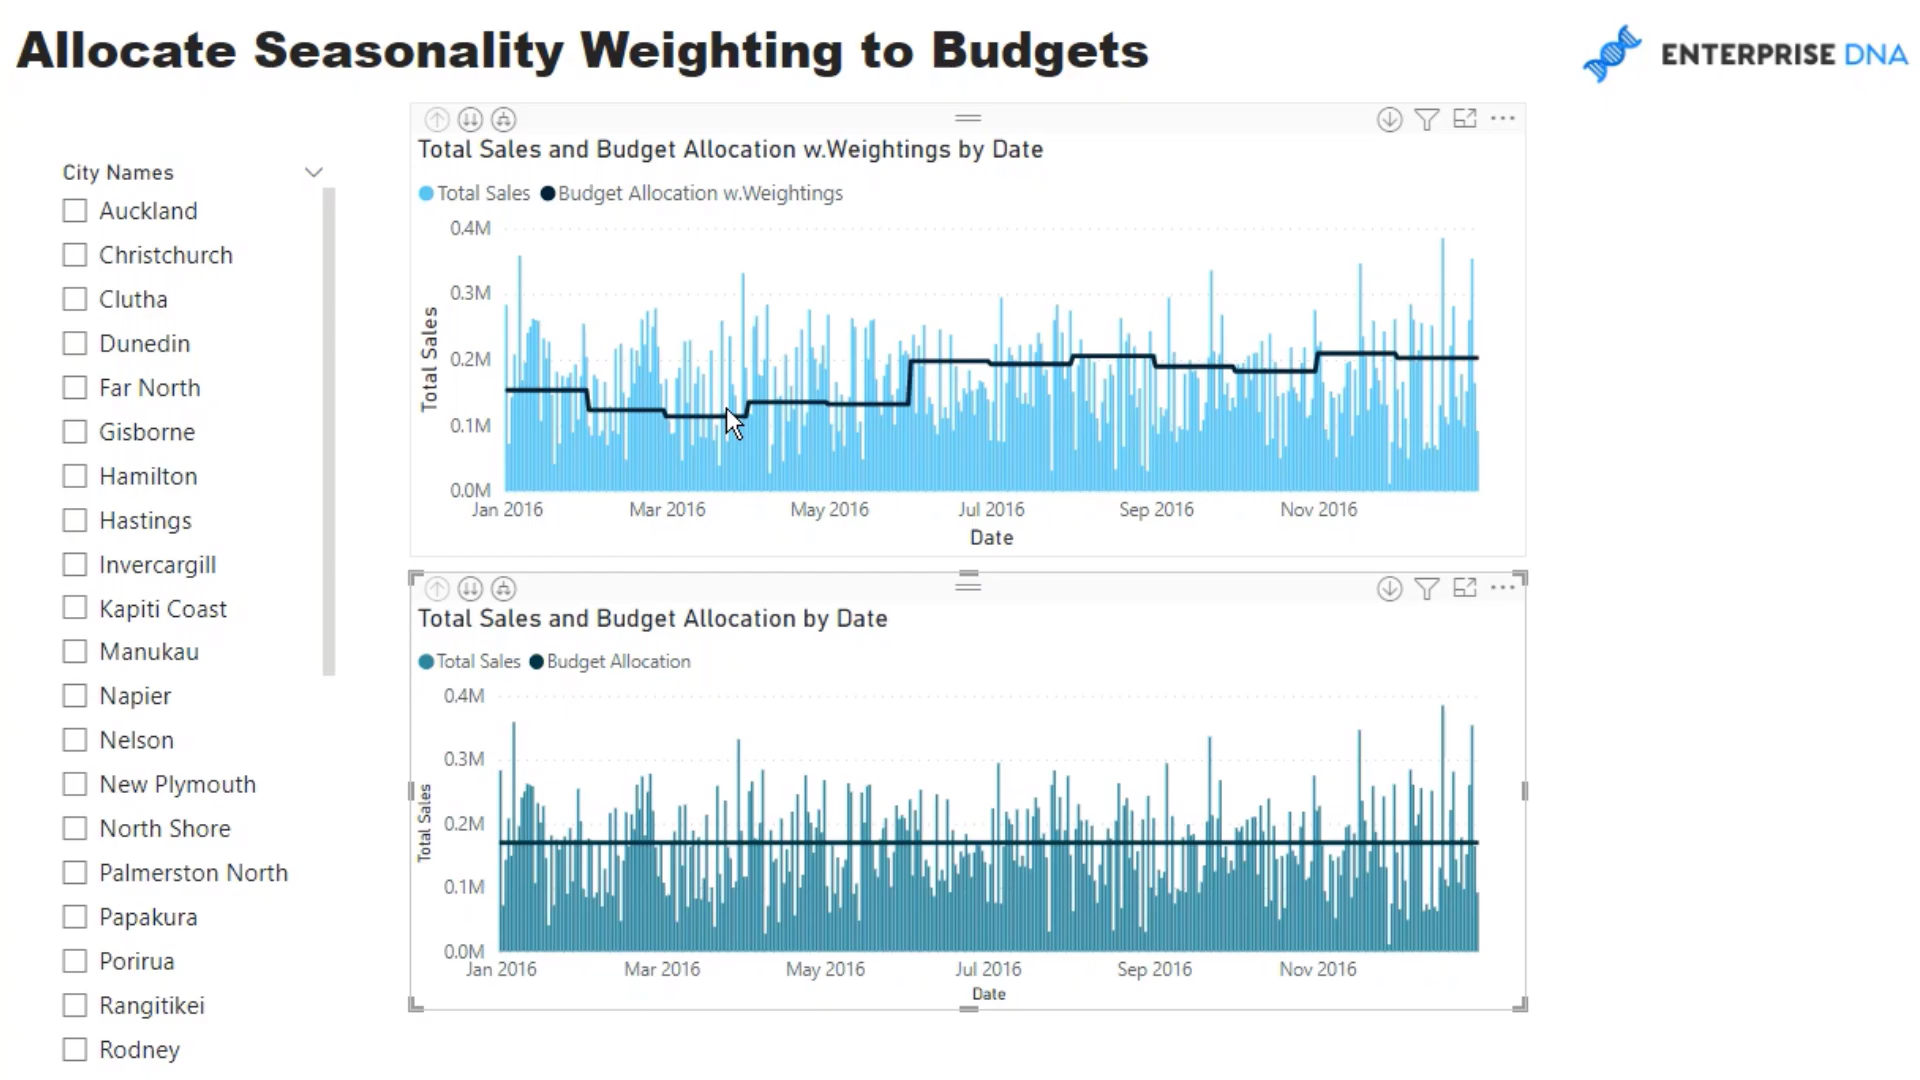 Allocate Seasonality Weighting to Budgets
ENTERPRISE DNA
City Names
Auckland
Christchurch
Clutha
Dunedin
Far North
Gisborne
Hamilton
Hastings
Invercargill
Kapiti Coast
Manukau
Napier
Nelson
New Plymouth
North Shore
Palmerston North
Papakura
Porirua
Rangitikei
Rodney
Total Sales and Budget Allocation w.Weightings by Date
Total Sales Budget Allocation w.Weightings
Total Sales
0.4M
0.3M
0.2M
0.1M
0.0M
Jan 2016 Mar 2016 May 2016 Jul 2016 Sep 2016 Nov 2016
Date
Total Sales and Budget Allocation by Date
Total Sales Budget Allocation
Total Sales
0.4M
0.3M
0.2M
0.1M
0.0M
Jan 2016 Mar 2016 May 2016 Jul 2016 Sep 2016 Nov 2016
Date